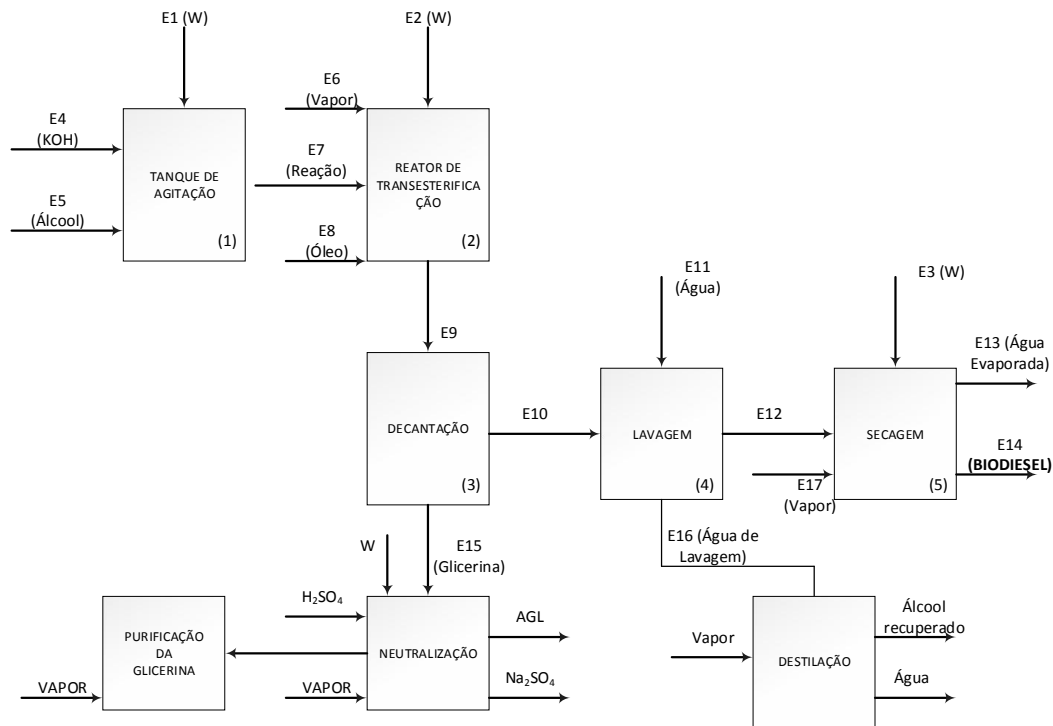 E1 (W)
E2 (W)
E6
(Vapor)
E4
(KOH)
E7
(Reação)
TANQUE DE
AGITAÇÃO
REATOR DE
TRANSESTERIFICA
ÇÃO
E5
(Álcool)
E8
(Óleo)
(1)
(2)
E11
(Água)
E3 (W)
E9
E13 (Água
Evaporada)
E10
E12
DECANTAÇÃO
LAVAGEM
SECAGEM
E14
(BIODIESEL)
(3)
(4)
E17
(Vapor)
(5)
W
E15
(Glicerina)
E16 (Água de
Lavagem)
H2SO4
AGL
PURIFICAÇÃO
DA
GLICERINA
NEUTRALIZAÇÃO
Vapor
DESTILAÇÃO
Álcool
recuperado
VAPOR
VAPOR
Na2SO4
Água